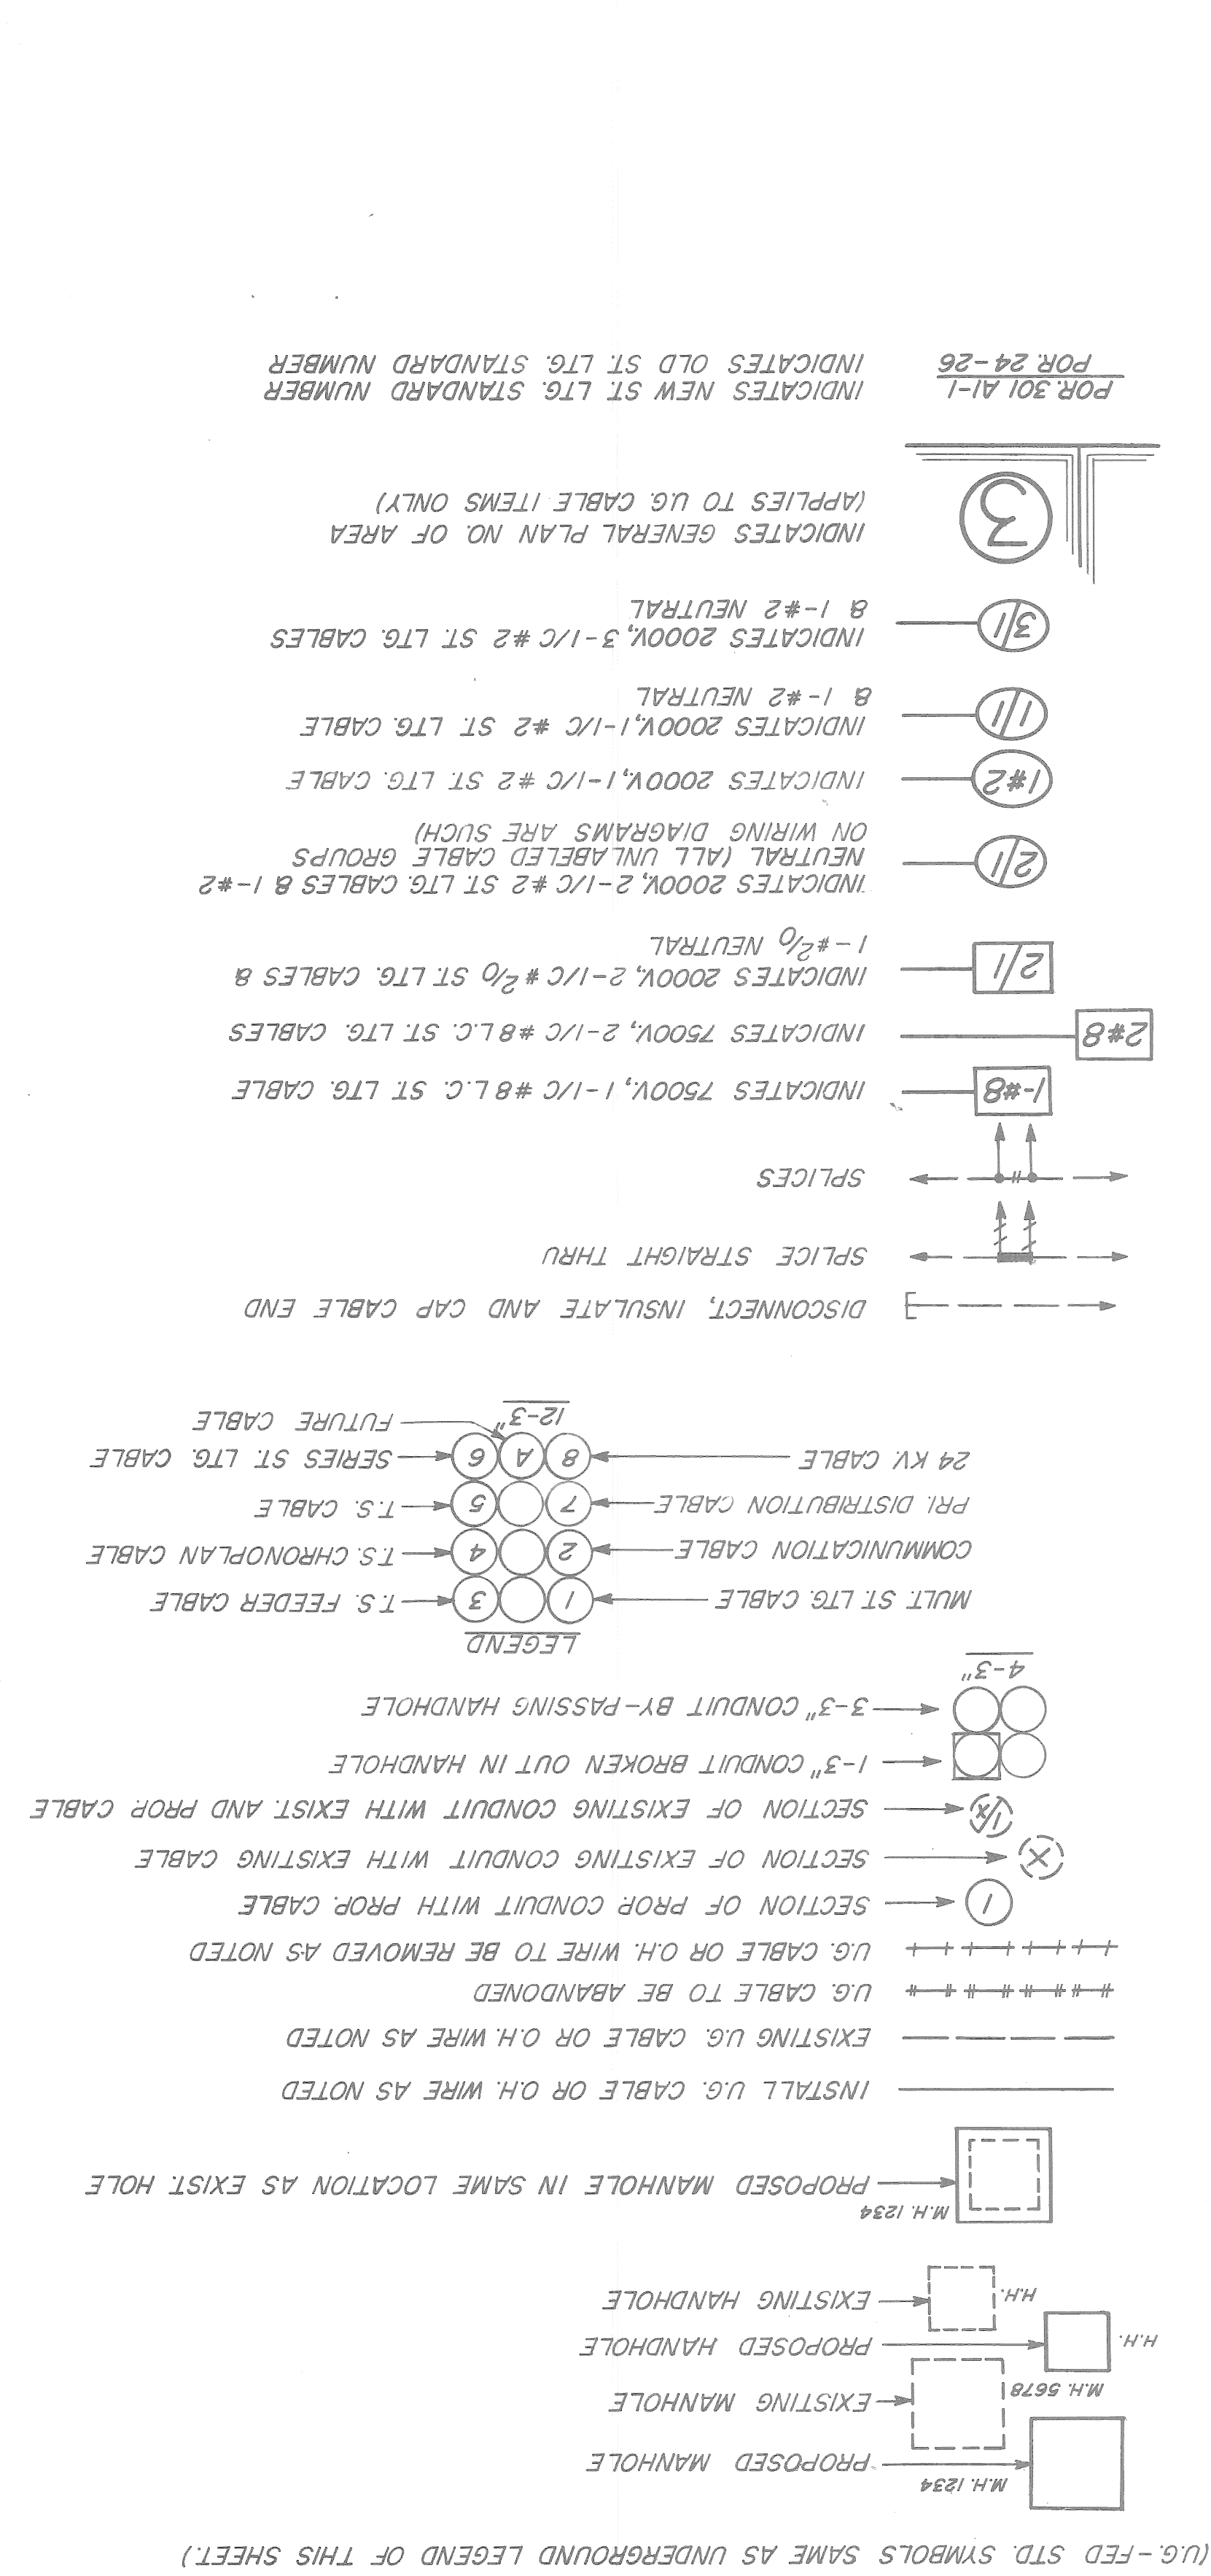 (U.G.-FED STD. SYMBOLS SAME AS UNDERGROUND LEGEND OF THIS SHEET.)
M.H. 1234
PROPOSED MANHOLE
M.H. 5678
EXISTING MANHOLE
H.H.
PROPOSED HANDHOLE
H.H.
EXISTING HANDHOLE
M.H. 1234
PROPOSED MANHOLE IN SAME LOCATION AS EXIST. HOLE
INSTALL U.G. CABLE OR O.H. WIRE AS NOTED
EXISTING U.G. CABLE OR O.H. WIRE AS NOTED
U.G. CABLE TO BE ABANDONED
U.G. CABLE OR O.H. WIRE TO BE REMOVED AS NOTED
1 SECTION OF PROP. CONDUIT WITH PROP. CABLE
X SECTION OF EXISTING CONDUIT WITH EXISTING CABLE
1/X SECTION OF EXISTING CONDUIT WITH EXIST. AND PROP. CABLE
1-3" CONDUIT BROKEN OUT IN HANDHOLE
3-3" CONDUIT BY-PASSING HANDHOLE
4-3"
LEGEND
MULT. ST. LTG. CABLE 1 3 T.S. FEEDER CABLE
COMMUNICATION CABLE 2 4 T.S. CHRONOPLAN CABLE
PRI. DISTRIBUTION CABLE 7 5 T.S. CABLE
24 KV. CABLE 8 A 6 SERIES ST. LTG. CABLE
FUTURE CABLE
12-3"
DISCONNECT, INSULATE AND CAP CABLE END
SPLICE STRAIGHT THRU
SPLICES
1-#8 INDICATES 7500V., 1-1/C #8 L.C. ST. LTG. CABLE
2#8 INDICATES 7500V., 2-1/C #8 L.C. ST. LTG. CABLES
2/1 INDICATES 2000V., 2-1/C #2/0 ST. LTG. CABLES &
1-#2/0 NEUTRAL
INDICATES 2000V., 2-1/C #2 ST. LTG. CABLES & 1-#2
2/1 NEUTRAL (ALL UNLABELED CABLE GROUPS
ON WIRING DIAGRAMS ARE SUCH)
1#2 INDICATES 2000V., 1-1/C #2 ST. LTG. CABLE
1/1 INDICATES 2000V., 1-1/C #2 ST. LTG. CABLE
& 1-#2 NEUTRAL
3/1 INDICATES 2000V., 3-1/C #2 ST. LTG. CABLES
& 1-#2 NEUTRAL
3 INDICATES GENERAL PLAN NO. OF AREA
(APPLIES TO U.G. CABLE ITEMS ONLY)
POR. 301 A1-1 INDICATES NEW ST. LTG. STANDARD NUMBER
POR. 24-26 INDICATES OLD ST. LTG. STANDARD NUMBER